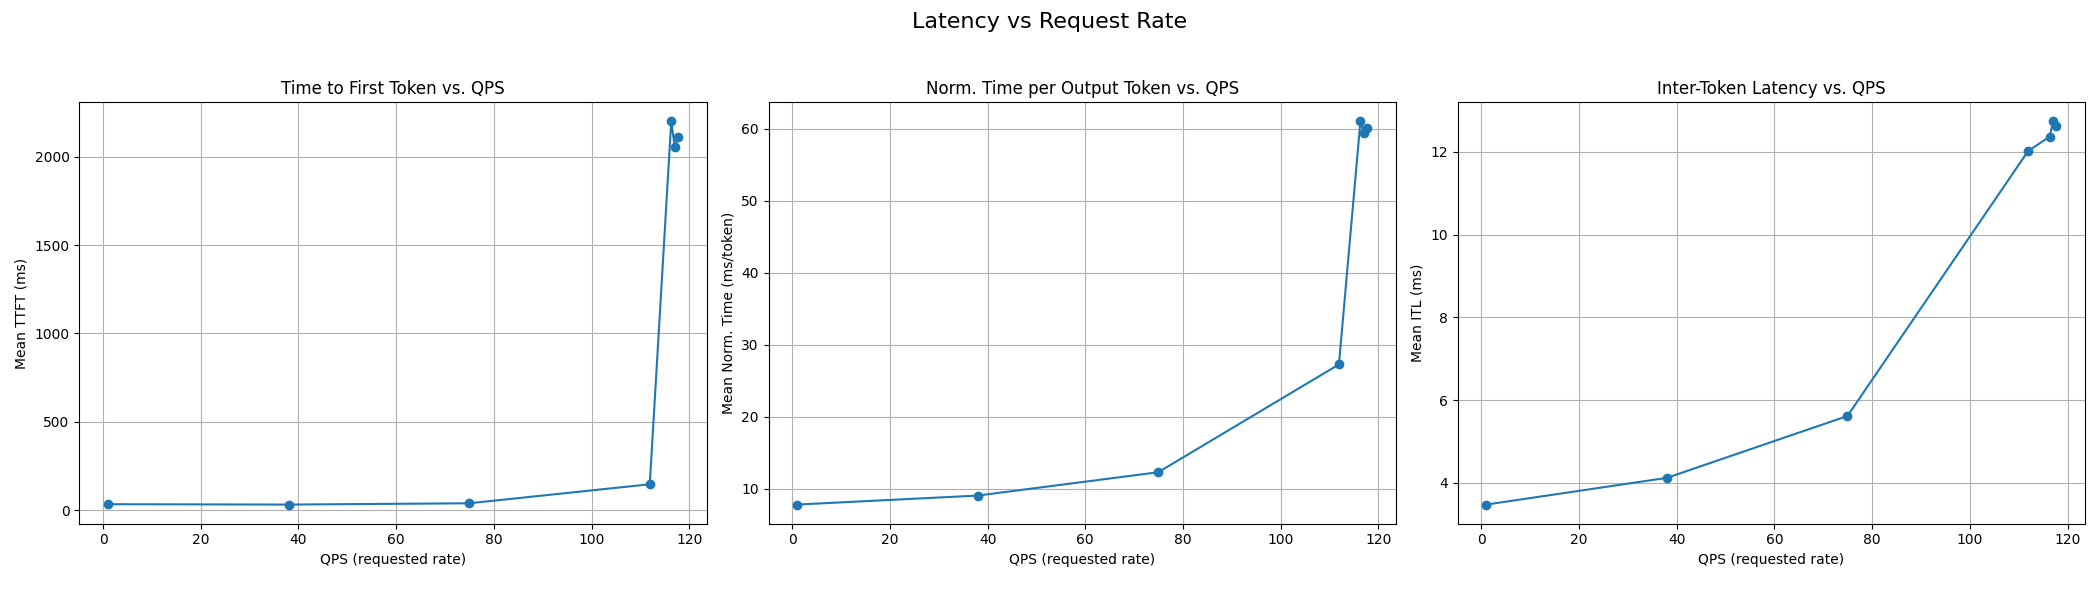 Latency vs Request Rate
Time to First Token vs. QPS
Mean TTFT (ms)
2000
1500
1000
500
0
0 20 40 60 80 100 120
QPS (requested rate)
Norm. Time per Output Token vs. QPS
Mean Norm. Time (ms/token)
60
50
40
30
20
10
0 20 40 60 80 100 120
QPS (requested rate)
Inter-Token Latency vs. QPS
Mean ITL (ms)
12
10
8
6
4
0 20 40 60 80 100 120
QPS (requested rate)